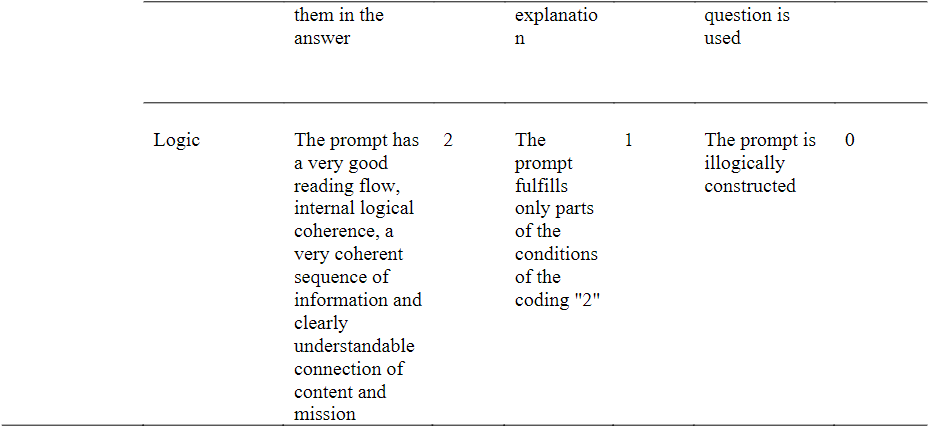 them in the
answer
explanatio
n
question is
used
Logic
The prompt has
a very good
reading flow,
internal logical
coherence, a
very coherent
sequence of
information and
clearly
understandable
connection of
content and
mission
2
The
prompt
fulfills
only parts
of the
conditions
of the
coding "2"
1
The prompt is
illogically
constructed
0